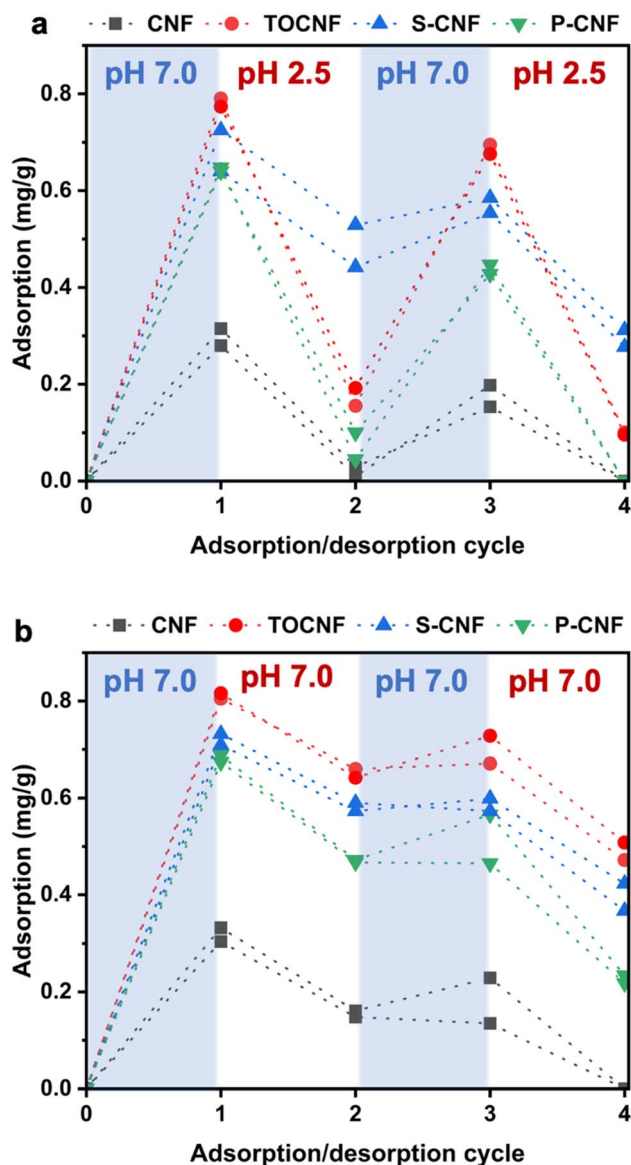 a
CNF TOCNF S-CNF P-CNF
pH 7.0 pH 2.5 pH 7.0 pH 2.5
0.8
0.6
0.4
0.2
0.0
Adsorption (mg/g)
0 1 2 3 4
Adsorption/desorption cycle
b
CNF TOCNF S-CNF P-CNF
pH 7.0 pH 7.0 pH 7.0 pH 7.0
0.8
0.6
0.4
0.2
0.0
Adsorption (mg/g)
0 1 2 3 4
Adsorption/desorption cycle